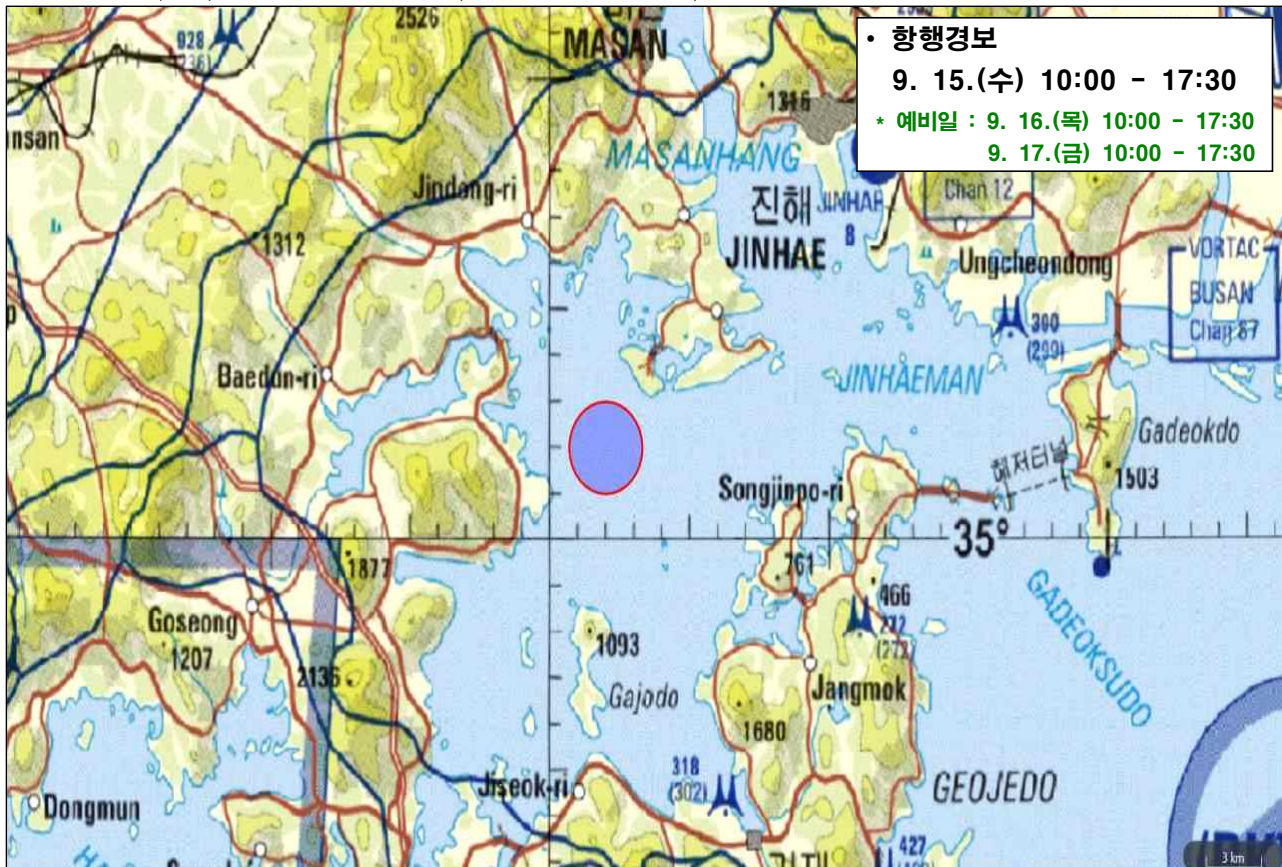 • 항행경보
9. 15.(수) 10:00 - 17:30
* 예비일 : 9. 16.(목) 10:00 - 17:30
9. 17.(금) 10:00 - 17:30
2526
928
(236)
MASAN
1316
MASANHANG
Jindong-ri
진해
JINHAE
8
JINHAE
Chan 12
Ungcheondong
VORTAC
BUSAN
Chan 87
1312
300
(299)
Baedun-ri
JINHAEMAN
Gadeokdo
해저터널
1503
Songjinpo-ri
35°
1877
761
466
272
(272)
GADEOKSUDO
Goseong
1207
1093
2136
Gajodo
Jangmok
1680
318
(302)
Jiseok-ri
GEOJEDO
Dongmun
427
3 km